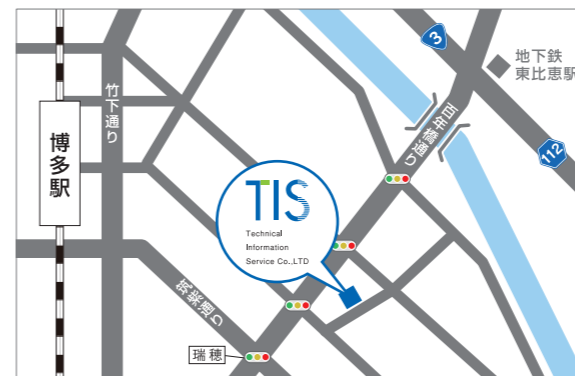 3
地下鉄
東比恵駅
竹下通り
百年橋通り
博多駅
112
TIS
Technical
Information
Service Co.,LTD
筑紫通り
瑞穂